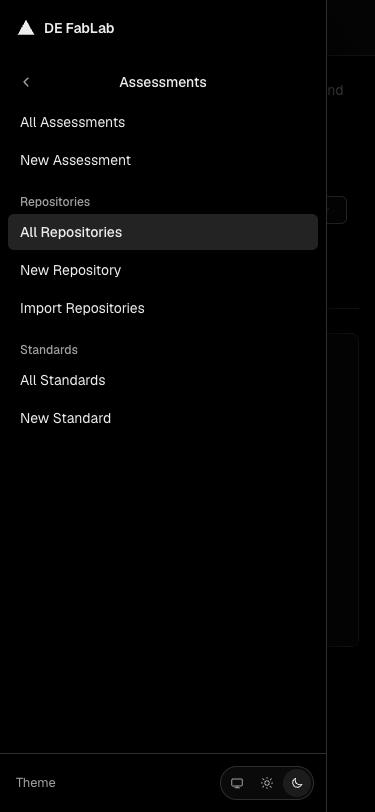 DE FabLab
nd
Assessments
All Assessments
New Assessment
Repositories
All Repositories
New Repository
Import Repositories
Standards
All Standards
New Standard
Theme